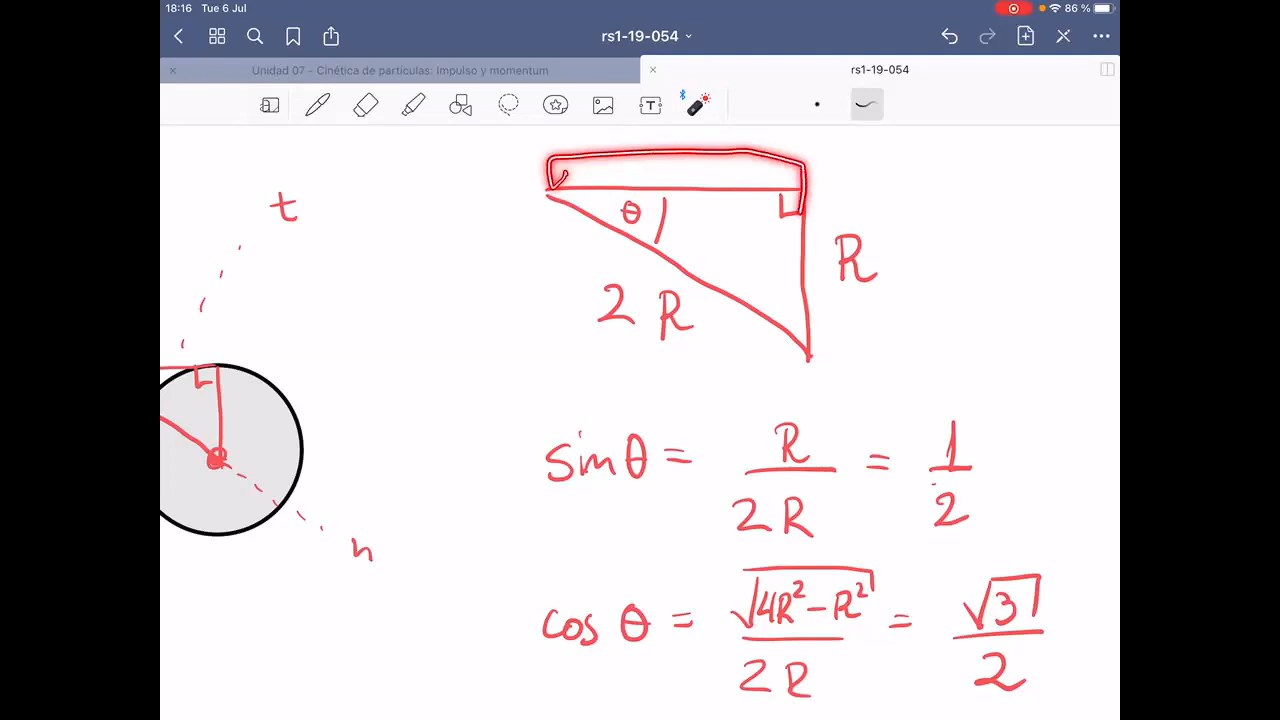 18:16 Tue 6 Jul 86 %
rs1-19-054
Unidad 07 - Cinética de partículas: Impulso y momentum
rs1-19-054
T
t
θ
R
2 R
n
sin θ = R / 2R = 1 / 2
cos θ = √(4R² - R²) / 2R = √3 / 2